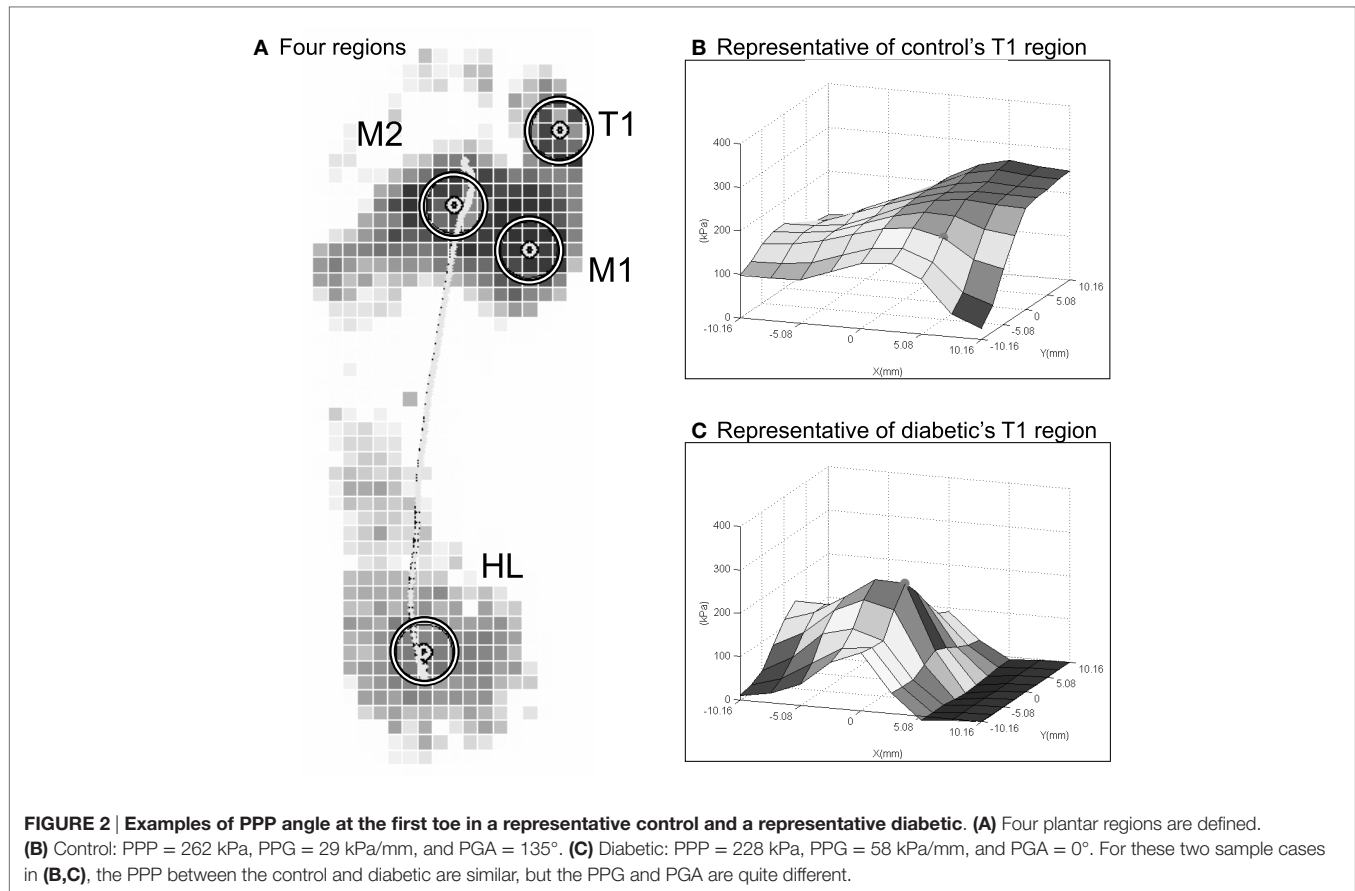 A Four regions
M2
T1
M1
HL
B Representative of control's T1 region
400
300
200
100
0
(kPa)
-10.16
-5.08
0
5.08
10.16
X(mm)
10.16
5.08
0
-5.08
-10.16
Y(mm)
C Representative of diabetic's T1 region
400
300
200
100
0
(kPa)
-10.16
-5.08
0
5.08
10.16
X(mm)
10.16
5.08
0
-5.08
-10.16
Y(mm)
FIGURE 2 | Examples of PPP angle at the first toe in a representative control and a representative diabetic. (A) Four plantar regions are defined.
(B) Control: PPP = 262 kPa, PPG = 29 kPa/mm, and PGA = 135°. (C) Diabetic: PPP = 228 kPa, PPG = 58 kPa/mm, and PGA = 0°. For these two sample cases
in (B,C), the PPP between the control and diabetic are similar, but the PPG and PGA are quite different.